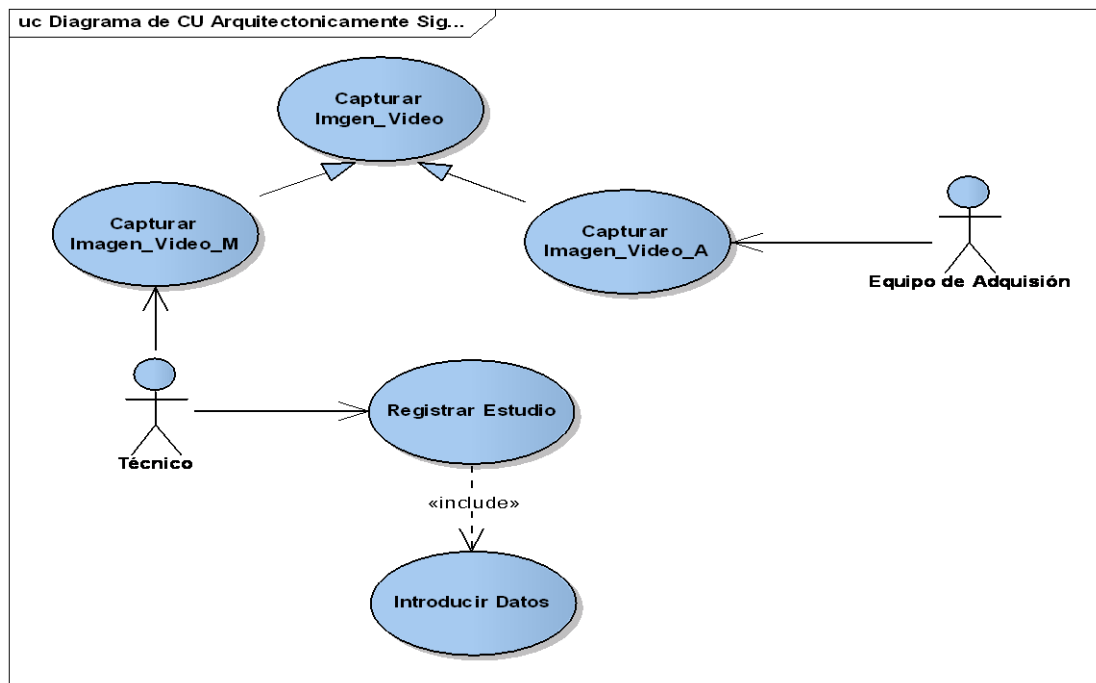 uc Diagrama de CU Arquitectonicamente Sig...
Capturar
Imgen_Video
Capturar
Imagen_Video_M
Capturar
Imagen_Video_A
Equipo de Adquisión
Técnico
Registrar Estudio
«include»
Introducir Datos